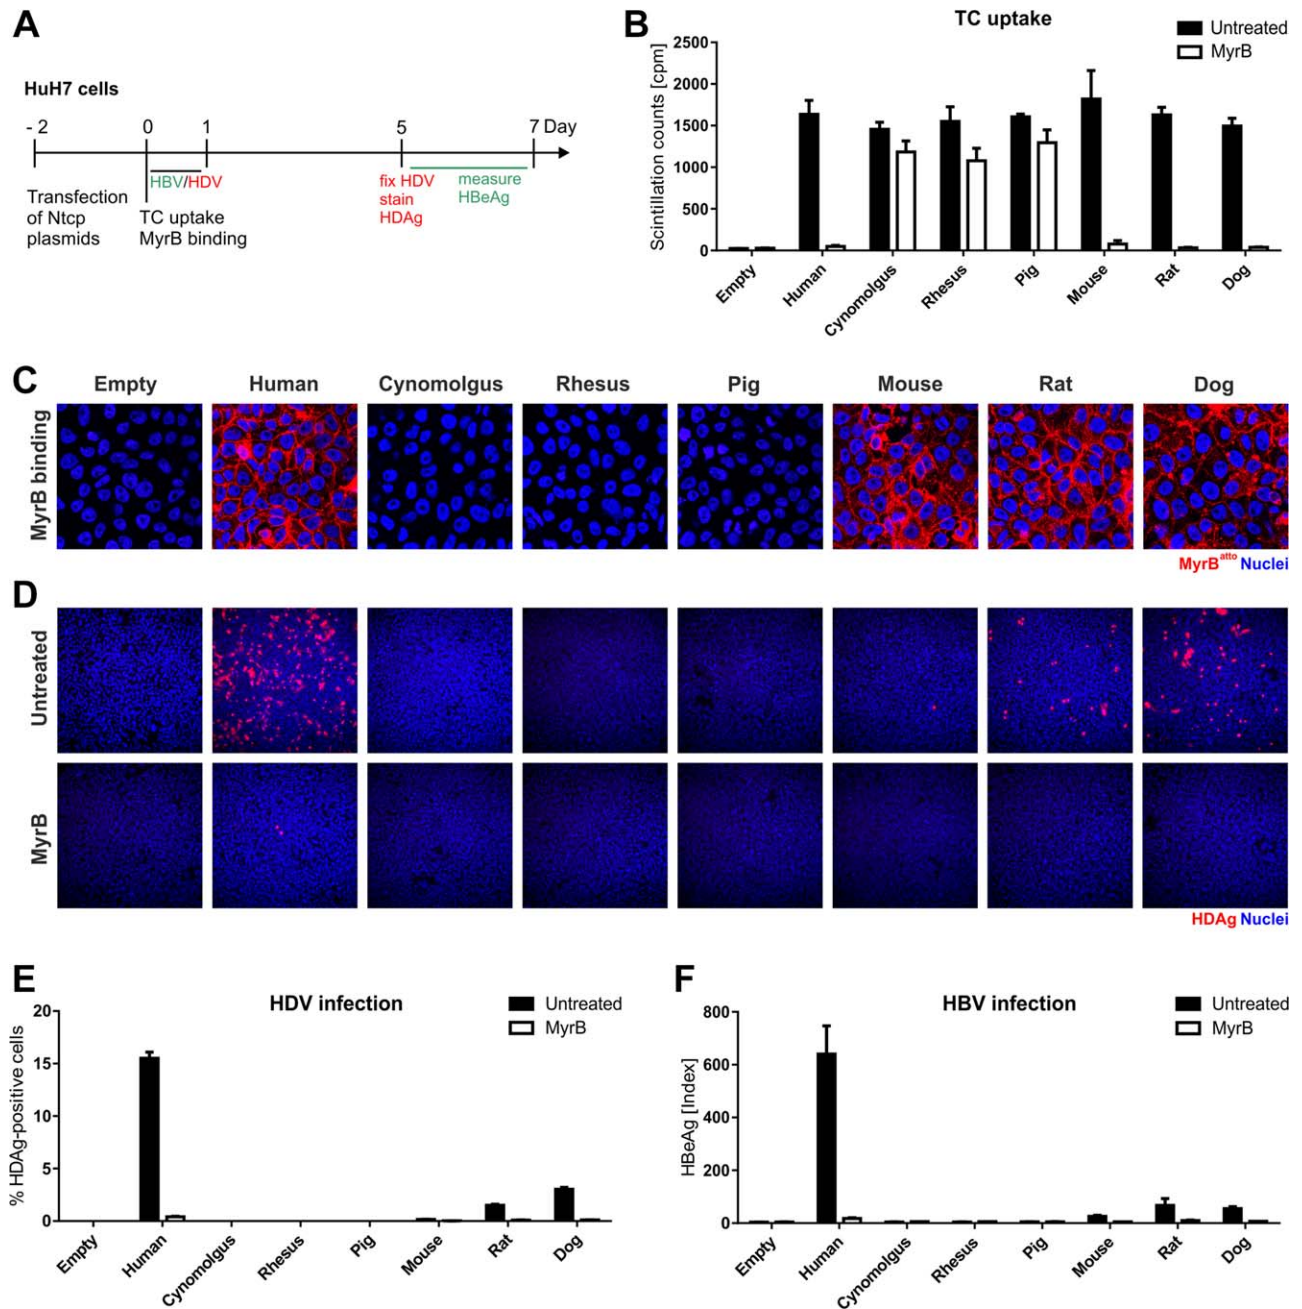 A
HuH7 cells
- 2
0
1
5
7 Day
HBV/HDV
Transfection
of Ntcp
plasmids
TC uptake
MyrB binding
fix HDV
stain
HDAg
measure
HBeAg
B
TC uptake
Untreated
MyrB
Scintillation counts [cpm]
2500
2000
1500
1000
500
0
Empty
Human
Cynomolgus
Rhesus
Pig
Mouse
Rat
Dog
C
Empty
Human
Cynomolgus
Rhesus
Pig
Mouse
Rat
Dog
MyrB binding
MyrBatto Nuclei
D
Untreated
MyrB
HDAg Nuclei
E
HDV infection
Untreated
MyrB
% HDAg-positive cells
20
15
10
5
0
Empty
Human
Cynomolgus
Rhesus
Pig
Mouse
Rat
Dog
F
HBV infection
Untreated
MyrB
HBeAg [Index]
800
600
400
200
0
Empty
Human
Cynomolgus
Rhesus
Pig
Mouse
Rat
Dog